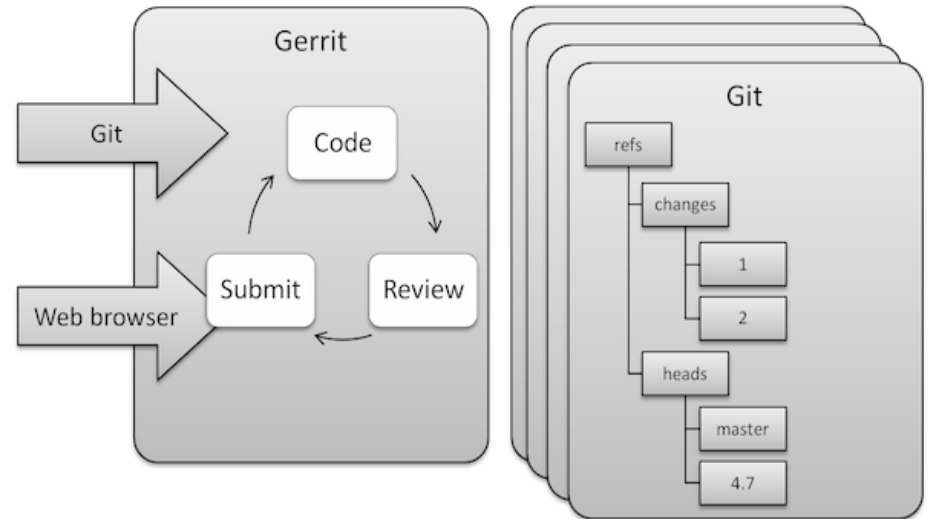 Gerrit
Git
Code
Submit
Review
Web browser
Git
refs
changes
1
2
heads
master
4.7